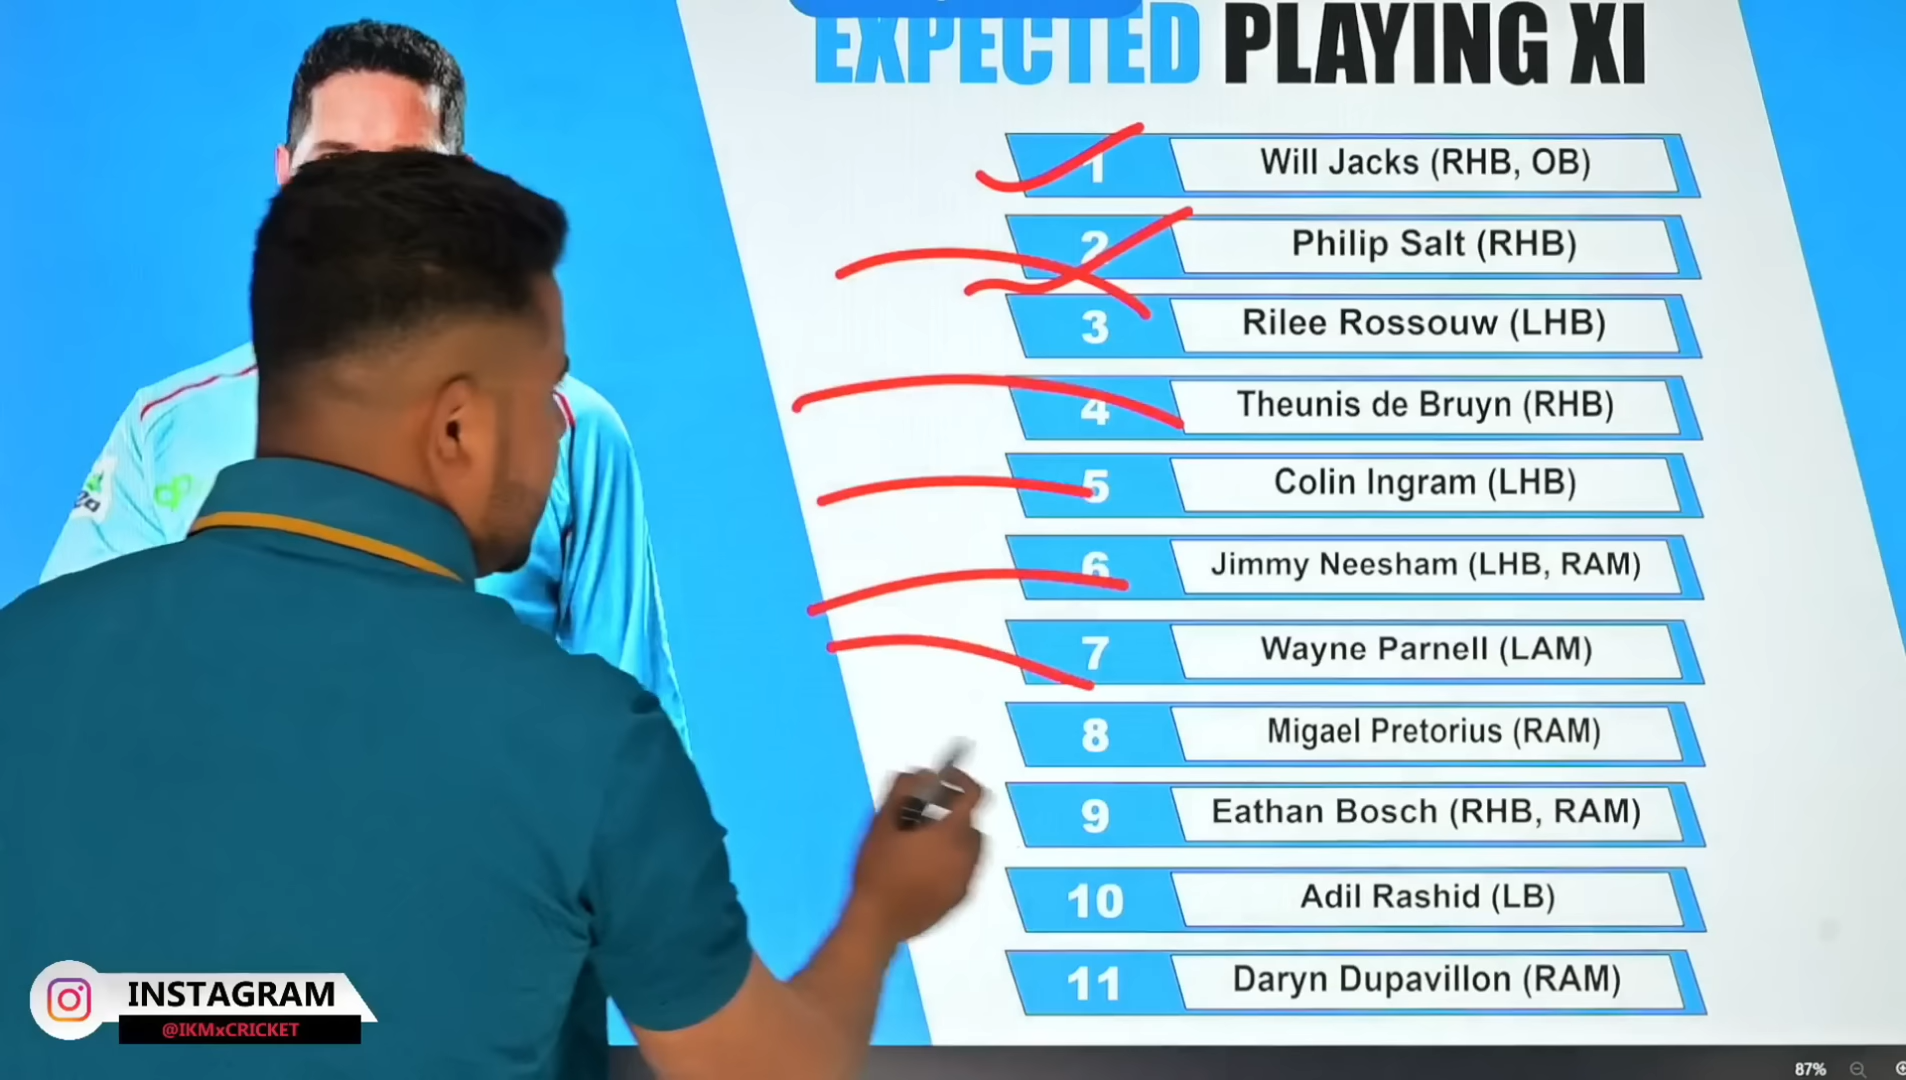 EXPECTED PLAYING XI
1 Will Jacks (RHB, OB)
2 Philip Salt (RHB)
3 Rilee Rossouw (LHB)
4 Theunis de Bruyn (RHB)
5 Colin Ingram (LHB)
6 Jimmy Neesham (LHB, RAM)
7 Wayne Parnell (LAM)
8 Migael Pretorius (RAM)
9 Eathan Bosch (RHB, RAM)
10 Adil Rashid (LB)
11 Daryn Dupavillon (RAM)
INSTAGRAM
@IKMxCRICKET
87%